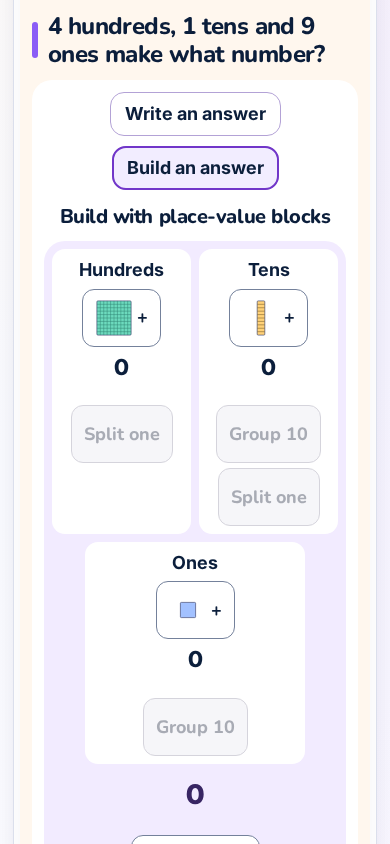 4 hundreds, 1 tens and 9
ones make what number?
Write an answer
Build an answer
Build with place-value blocks
Hundreds
+
0
Split one
Tens
+
0
Group 10
Split one
Ones
+
0
Group 10
0